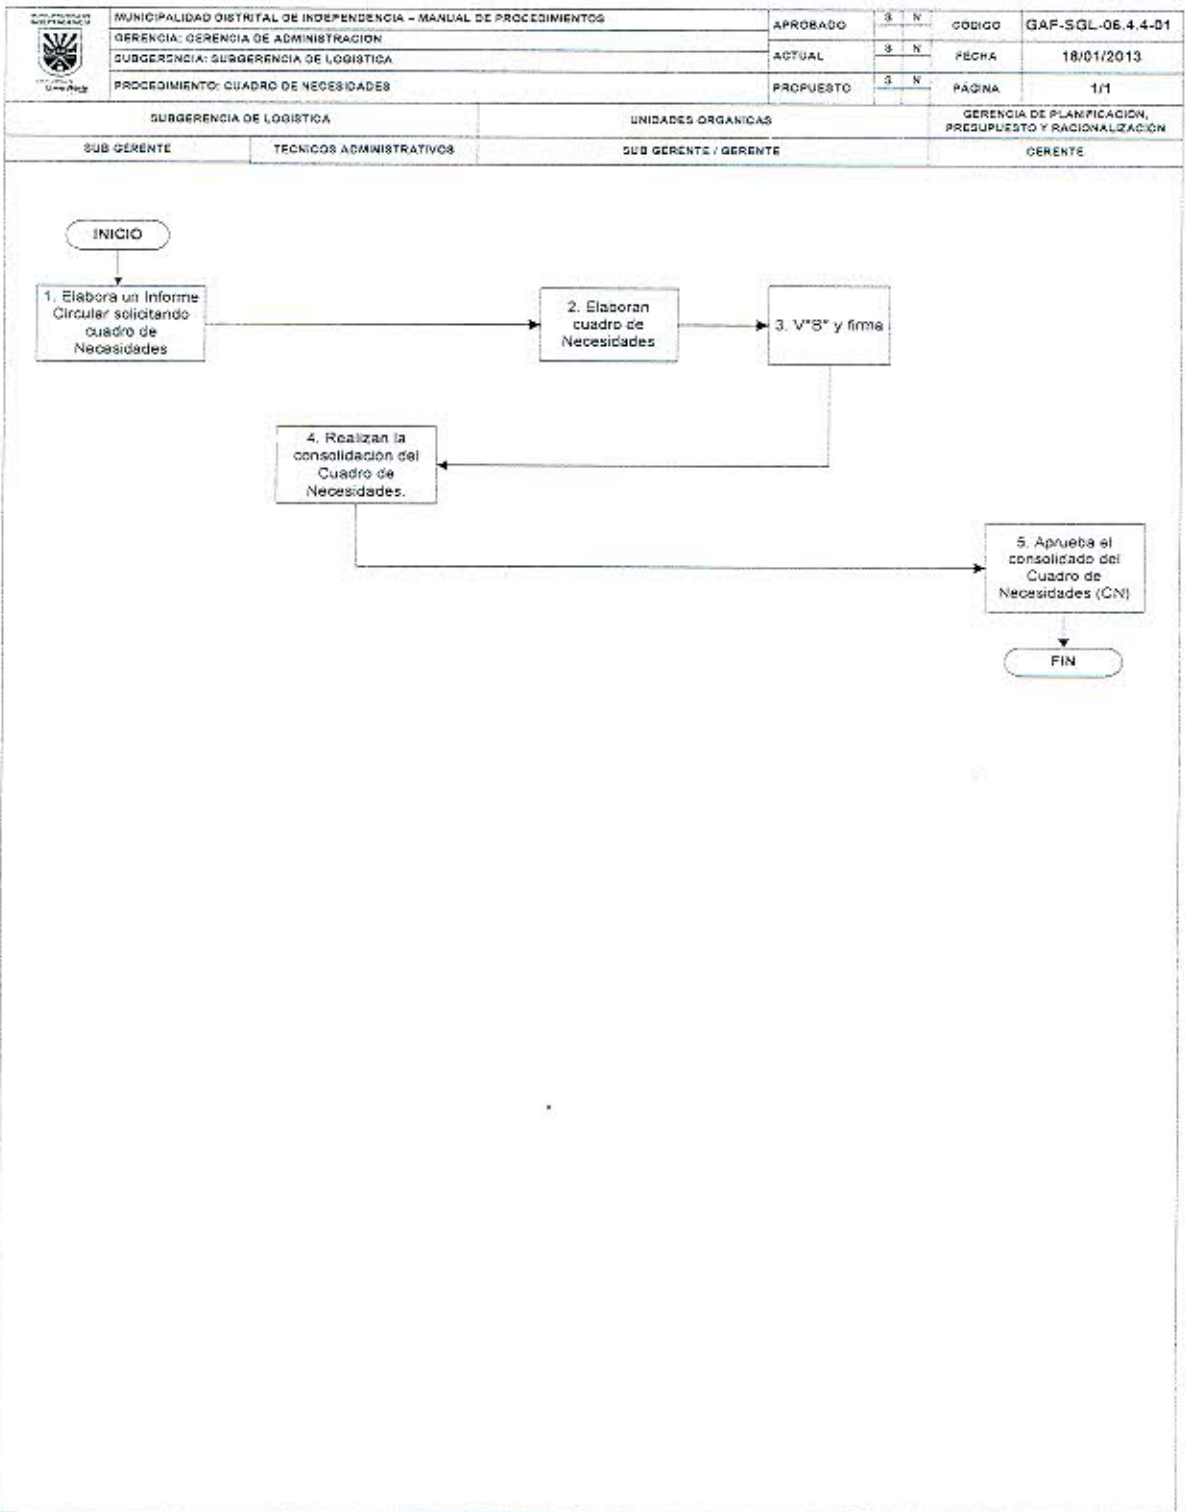 MUNICIPALIDAD DISTRITAL DE INDEPENDENCIA – MANUAL DE PROCEDIMIENTOS
GERENCIA: GERENCIA DE ADMINISTRACION
SUBGERENCIA: SUBGERENCIA DE LOGISTICA
PROCEDIMIENTO: CUADRO DE NECESIDADES
APROBADO S N
ACTUAL S N
PROPUESTO S N
CODIGO GAF-SGL-06.4.4-01
FECHA 18/01/2013
PÁGINA 1/1
SUBGERENCIA DE LOGISTICA
UNIDADES ORGANICAS
GERENCIA DE PLANIFICACIÓN,
PRESUPUESTO Y RACIONALIZACIÓN
SUB GERENTE
TECNICOS ADMINISTRATIVOS
SUB GERENTE / GERENTE
GERENTE
INICIO
1. Elabora un Informe
Circular solicitando
cuadro de
Necesidades
2. Elaboran
cuadro de
Necesidades
3. V°B° y firma
4. Realizan la
consolidación del
Cuadro de
Necesidades.
5. Aprueba el
consolidado del
Cuadro de
Necesidades (CN)
FIN